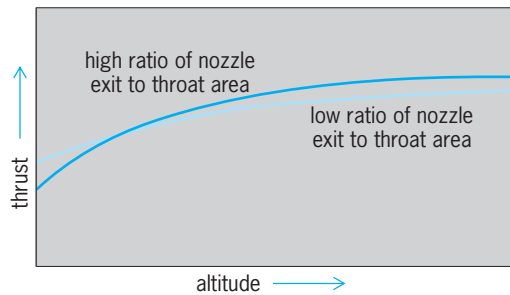 high ratio of nozzle
exit to throat area
low ratio of nozzle
exit to throat area
thrust
altitude